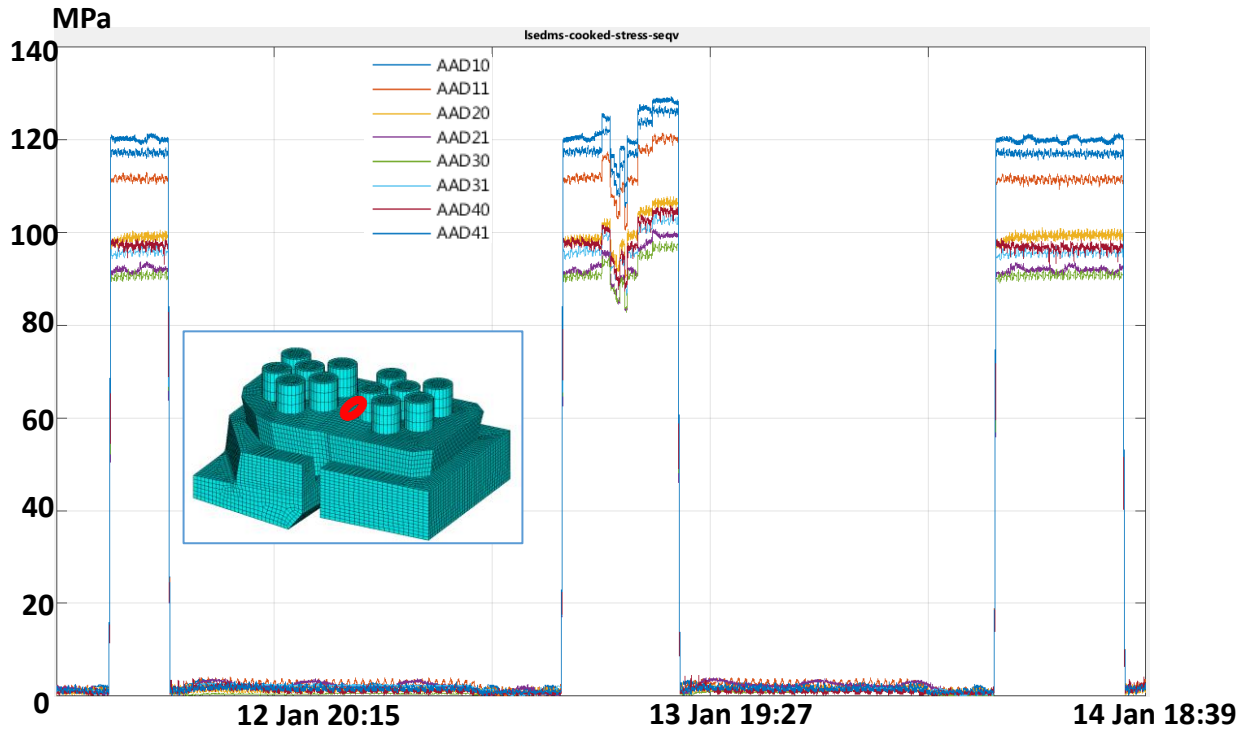 MPa
lsedms-cooked-stress-seqv
140
120
100
80
60
40
20
0
AAD10
AAD11
AAD20
AAD21
AAD30
AAD31
AAD40
AAD41
12 Jan 20:15
13 Jan 19:27
14 Jan 18:39